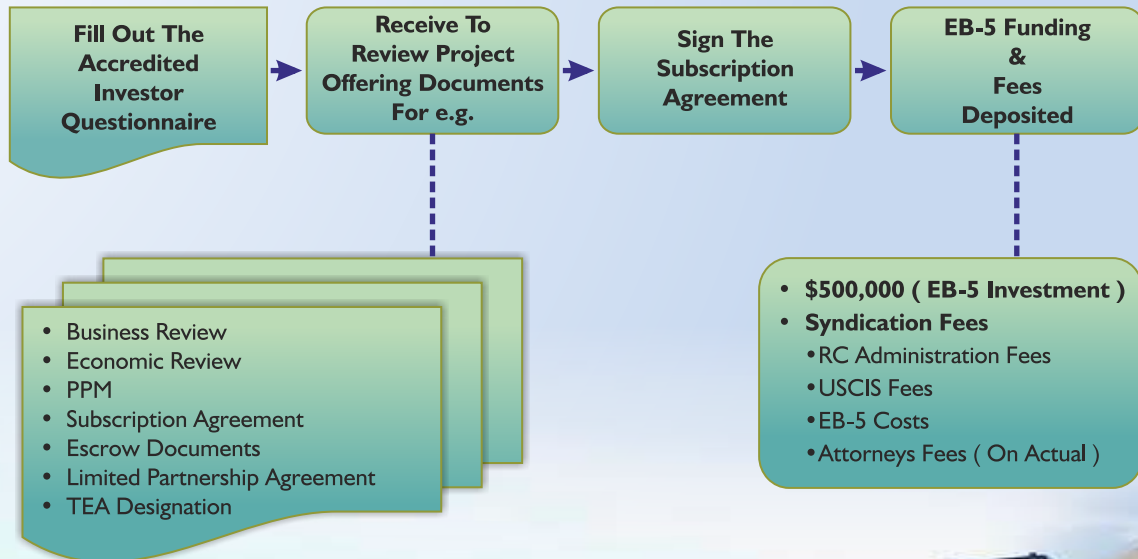 Fill Out The
Accredited
Investor
Questionnaire
Receive To
Review Project
Offering Documents
For e.g.
Sign The
Subscription
Agreement
EB-5 Funding
&
Fees
Deposited
• Business Review
• Economic Review
• PPM
• Subscription Agreement
• Escrow Documents
• Limited Partnership Agreement
• TEA Designation
• $500,000 ( EB-5 Investment )
• Syndication Fees
•RC Administration Fees
•USCIS Fees
•EB-5 Costs
•Attorneys Fees ( On Actual )